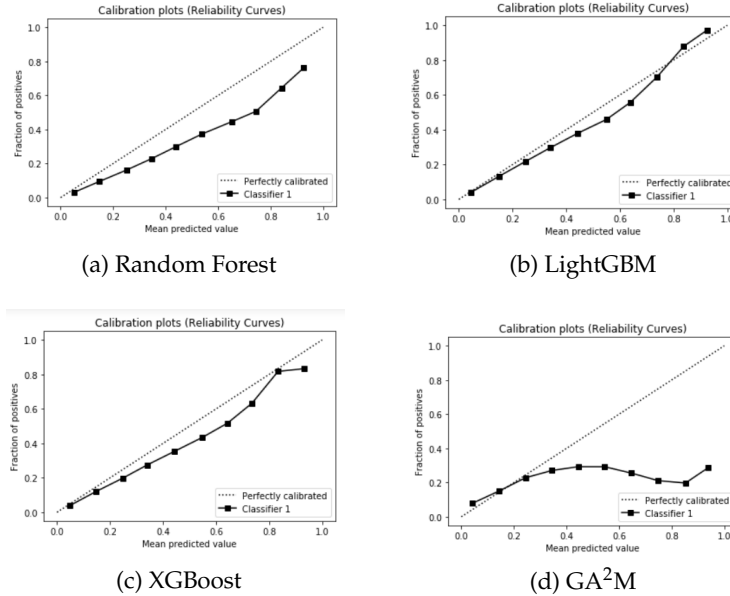 Calibration plots (Reliability Curves)
1.0
0.8
0.6
0.4
0.2
0.0
Fraction of positives
Perfectly calibrated
Classifier 1
0.0 0.2 0.4 0.6 0.8 1.0
Mean predicted value
(a) Random Forest
Calibration plots (Reliability Curves)
1.0
0.8
0.6
0.4
0.2
0.0
Fraction of positives
Perfectly calibrated
Classifier 1
0.0 0.2 0.4 0.6 0.8 1.0
Mean predicted value
(b) LightGBM
Calibration plots (Reliability Curves)
1.0
0.8
0.6
0.4
0.2
0.0
Fraction of positives
Perfectly calibrated
Classifier 1
0.0 0.2 0.4 0.6 0.8 1.0
Mean predicted value
(c) XGBoost
Calibration plots (Reliability Curves)
1.0
0.8
0.6
0.4
0.2
0.0
Fraction of positives
Perfectly calibrated
Classifier 1
0.0 0.2 0.4 0.6 0.8 1.0
Mean predicted value
(d) GA²M